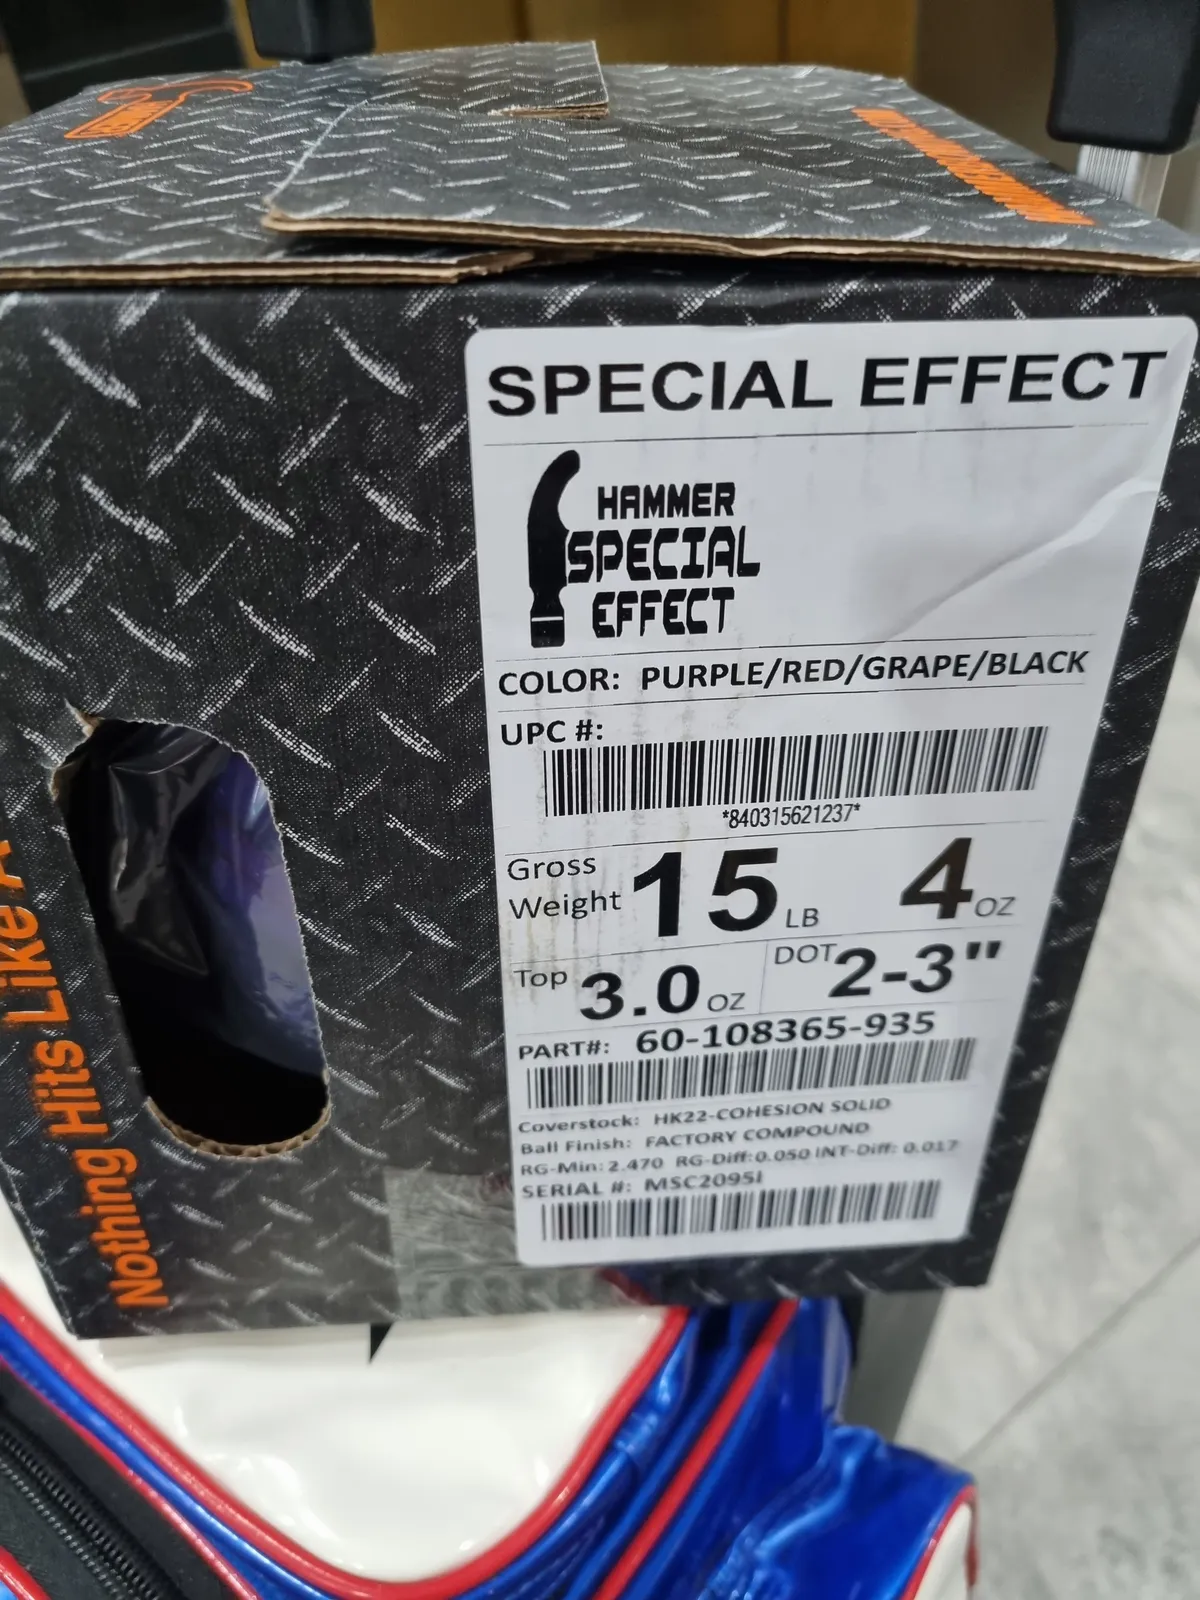 SPECIAL EFFECT
HAMMER
SPECIAL
EFFECT
COLOR: PURPLE/RED/GRAPE/BLACK
UPC #:
*840315621237*
Gross Weight 15 LB 4 OZ
Top 3.0 OZ DOT 2-3"
PART#: 60-108365-935
Coverstock: HK22-COHESION SOLID
Ball Finish: FACTORY COMPOUND
RG-Min: 2.470 RG-Diff: 0.050 INT-Diff: 0.017
SERIAL #: MSC2095I
Nothing Hits Like A